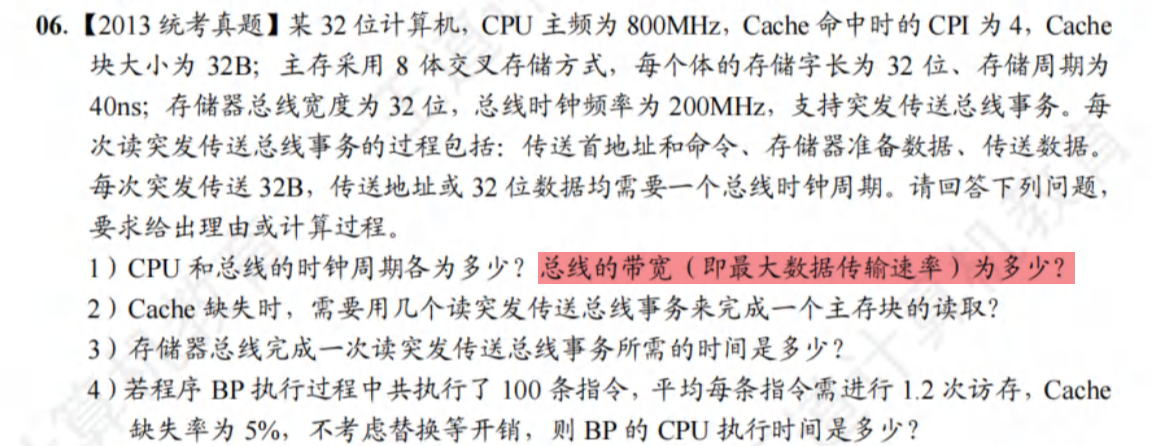 06.【2013 统考真题】某 32 位计算机，CPU 主频为 800MHz，Cache 命中时的 CPI 为 4，Cache
块大小为 32B；主存采用 8 体交叉存储方式，每个体的存储字长为 32 位、存储周期为
40ns；存储器总线宽度为 32 位，总线时钟频率为 200MHz，支持突发传送总线事务。每
次读突发传送总线事务的过程包括：传送首地址和命令、存储器准备数据、传送数据。
每次突发传送 32B，传送地址或 32 位数据均需要一个总线时钟周期。请回答下列问题，
要求给出理由或计算过程。
1）CPU 和总线的时钟周期各为多少？总线的带宽（即最大数据传输速率）为多少？
2）Cache 缺失时，需要用几个读突发传送总线事务来完成一个主存块的读取？
3）存储器总线完成一次读突发传送总线事务所需的时间是多少？
4）若程序 BP 执行过程中共执行了 100 条指令，平均每条指令需进行 1.2 次访存，Cache
缺失率为 5%，不考虑替换等开销，则 BP 的 CPU 执行时间是多少？